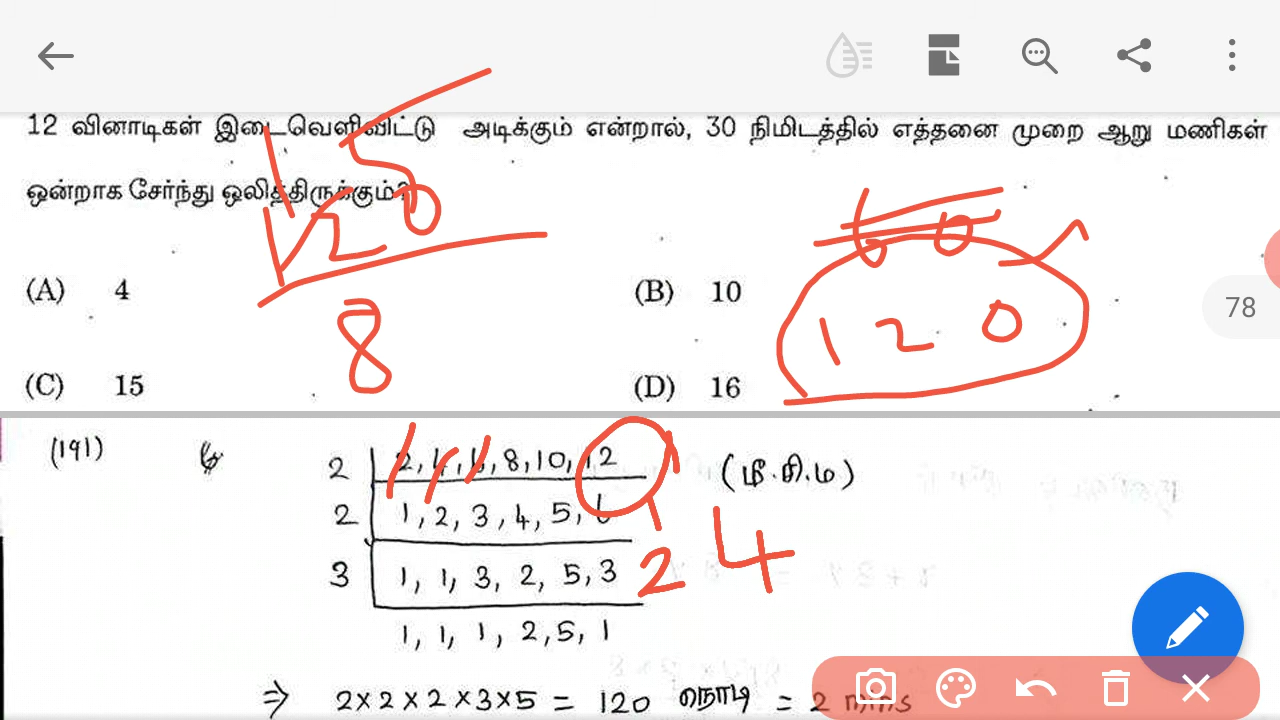 12 வினாடிகள் இடைவெளிவிட்டு அடிக்கும் என்றால், 30 நிமிடத்தில் எத்தனை முறை ஆறு மணிகள்
ஒன்றாக சேர்ந்து ஒலித்திருக்கும்?
15
120
8
60
120
(A) 4
(B) 10
(C) 15
(D) 16
78
(191)
2 2, 4, 6, 8, 10, 12 (மீ.சி.ம)
2 1, 2, 3, 4, 5, 6
3 1, 1, 3, 2, 5, 3
24
1, 1, 1, 2, 5, 1
⇒ 2×2×2×3×5 = 120 நொடி = 2 mins